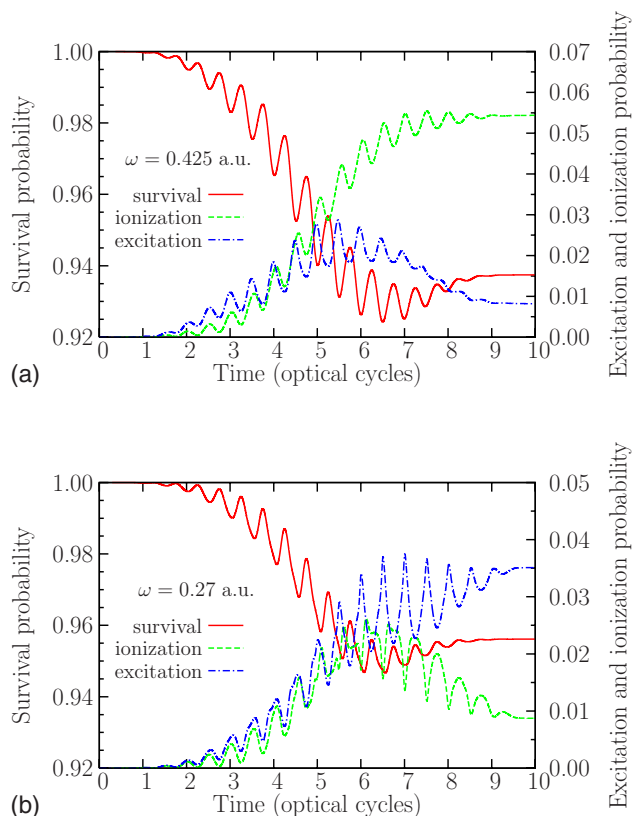 1.00
0.98
0.96
0.94
0.92
Survival probability
0.07
0.06
0.05
0.04
0.03
0.02
0.01
0.00
Excitation and ionization probability
ω = 0.425 a.u.
survival
ionization
excitation
0 1 2 3 4 5 6 7 8 9 10
Time (optical cycles)
(a)
1.00
0.98
0.96
0.94
0.92
Survival probability
0.05
0.04
0.03
0.02
0.01
0.00
Excitation and ionization probability
ω = 0.27 a.u.
survival
ionization
excitation
0 1 2 3 4 5 6 7 8 9 10
Time (optical cycles)
(b)